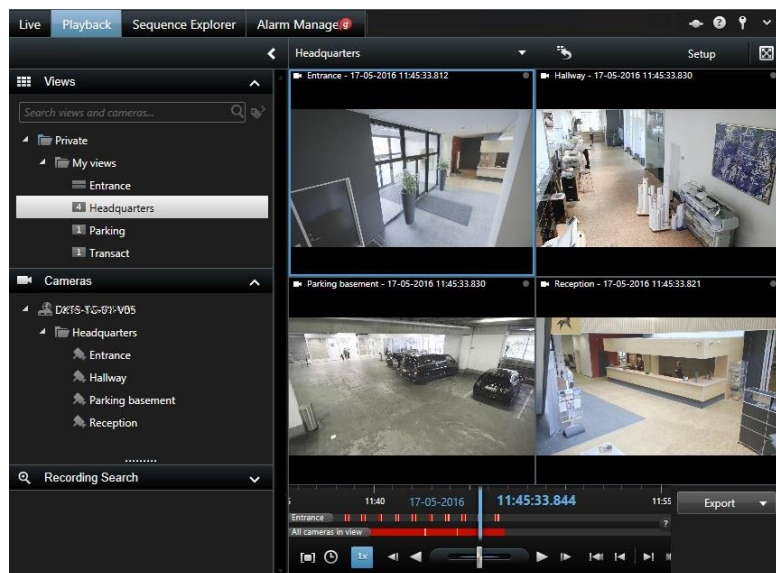 Live Playback Sequence Explorer Alarm Manager
Headquarters Setup
Views
Search views and cameras...
Private
My views
Entrance
4 Headquarters
1 Parking
1 Transact
Cameras
Headquarters
Entrance
Hallway
Parking basement
Reception
Recording Search
Entrance - 17-05-2016 11:45:33.812
Hallway - 17-05-2016 11:45:33.830
Parking basement - 17-05-2016 11:45:33.830
Reception - 17-05-2016 11:45:33.821
11:40 17-05-2016 11:45:33.844 11:55
Entrance
All cameras in view
?
Export
1x